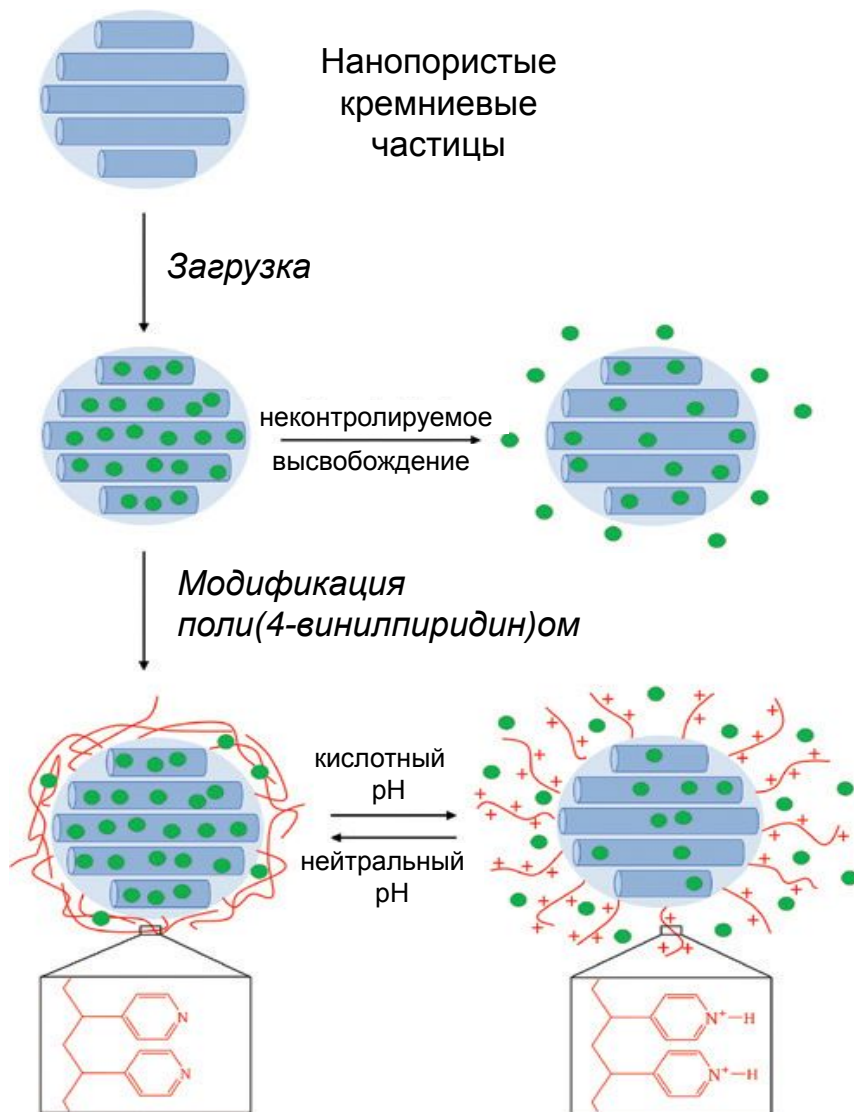 Нанопористые
кремниевые
частицы
Загрузка
неконтролируемое
высвобождение
Модификация
поли(4-винилпиридин)ом
кислотный
pH
нейтральный
pH
+ + + + + + + + + + + + + + + + + + + + + + + + + + + + + + + + + +
N
N
N⁺—H
N⁺—H